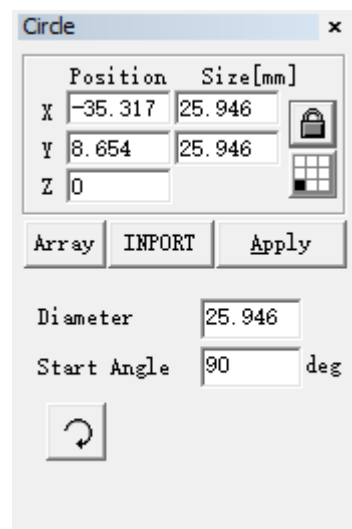 Circle ×
Position Size[mm]
X -35.317 25.946
Y 8.654 25.946
Z 0
Array INPORT Apply
Diameter 25.946
Start Angle 90 deg